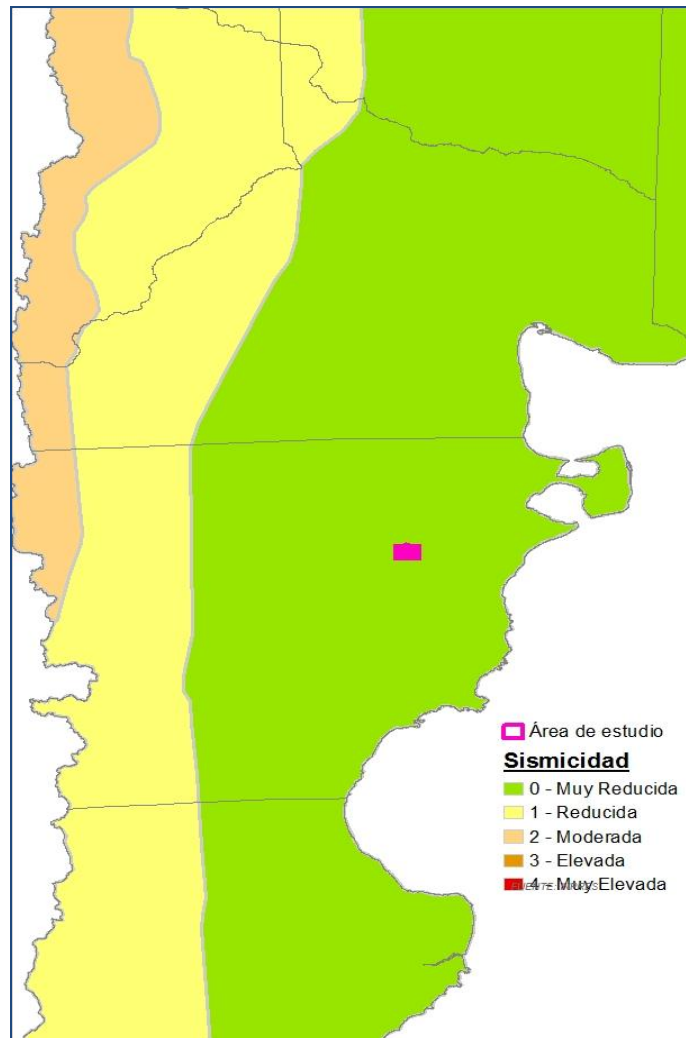 Área de estudio
Sismicidad
0 - Muy Reducida
1 - Reducida
2 - Moderada
3 - Elevada
4 - Muy Elevada